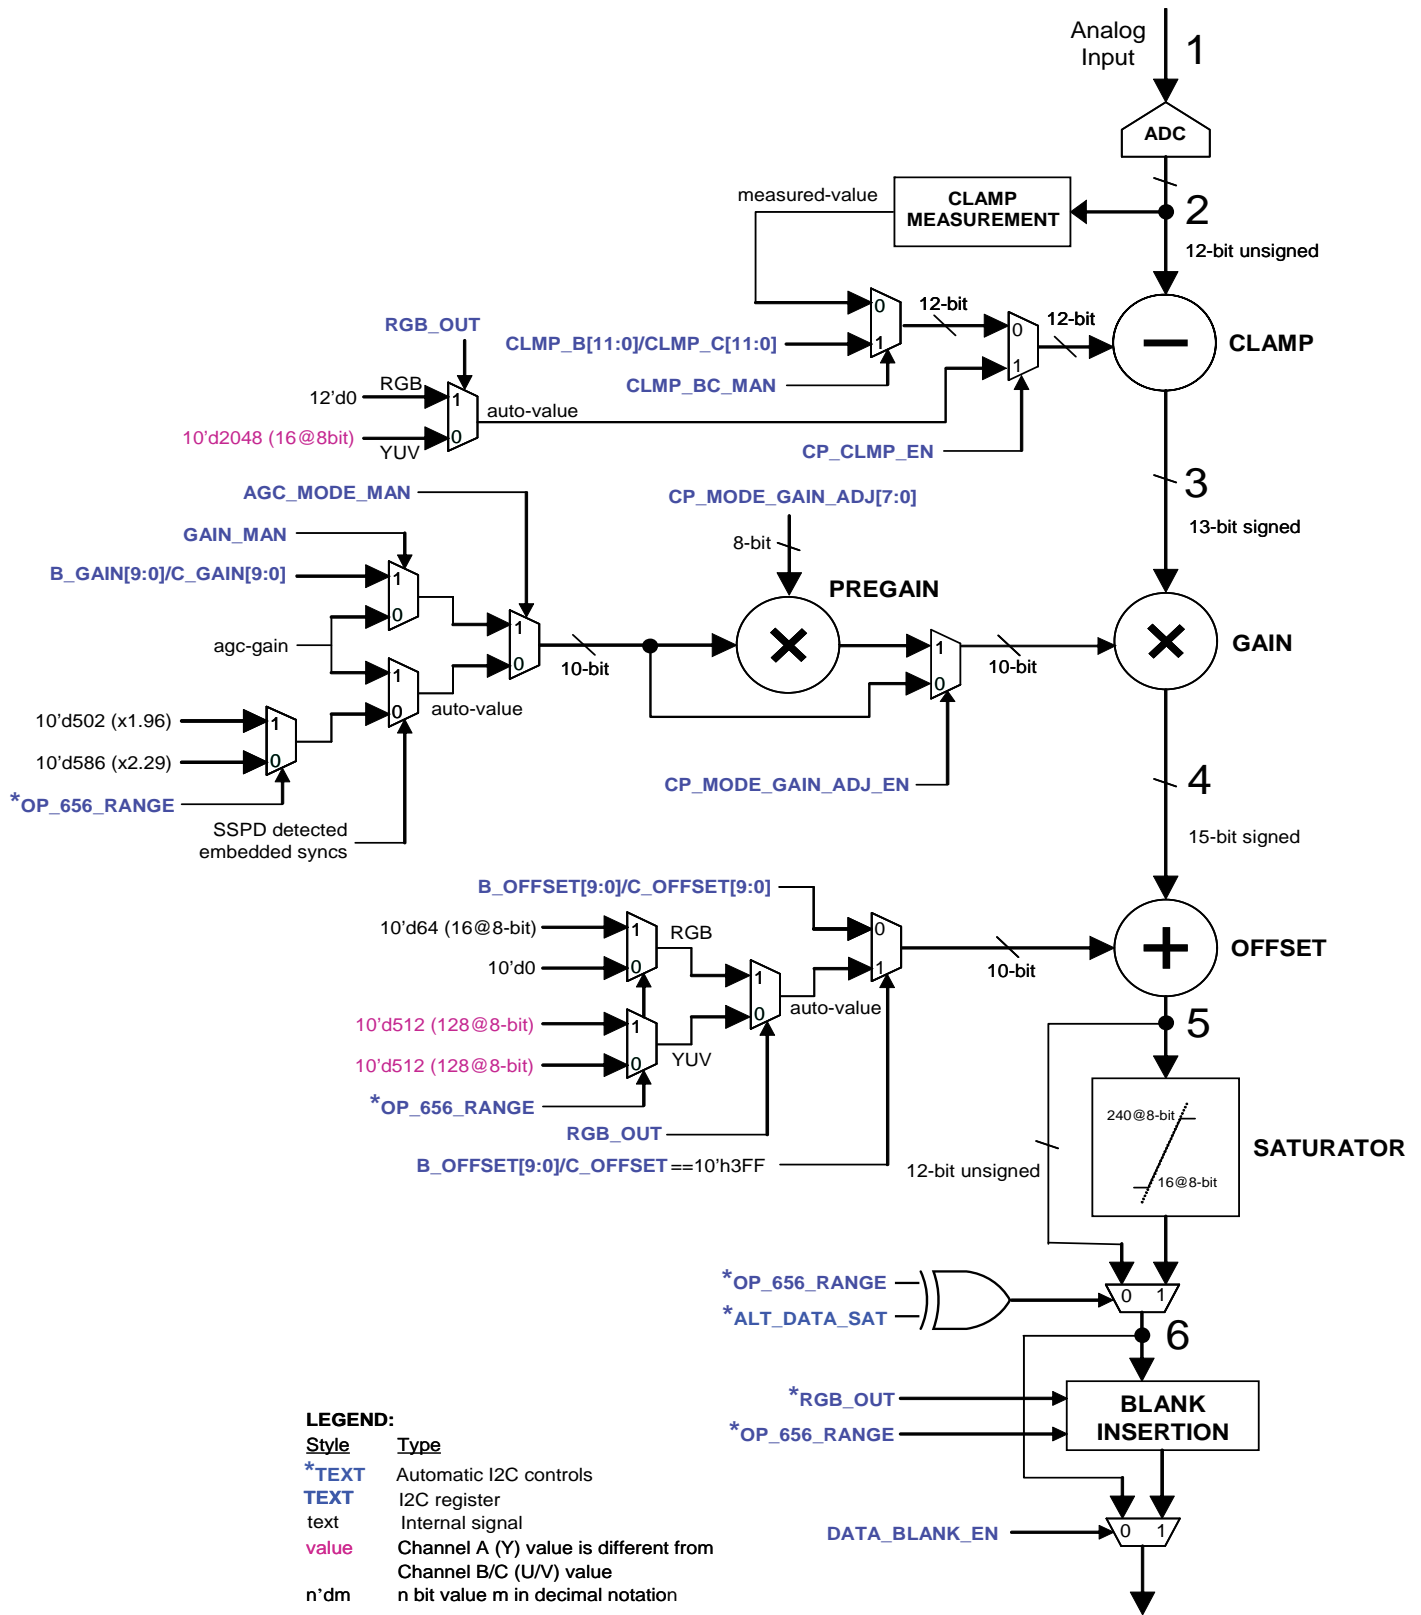 Analog
Input
1
ADC
2
12-bit unsigned
measured-value
CLAMP
MEASUREMENT
0
1
12-bit
0
1
12-bit
CLAMP
RGB_OUT
CLMP_B[11:0]/CLMP_C[11:0]
CLMP_BC_MAN
12'd0
RGB
1
0
auto-value
10'd2048 (16@8bit)
YUV
CP_CLMP_EN
3
13-bit signed
AGC_MODE_MAN
CP_MODE_GAIN_ADJ[7:0]
GAIN_MAN
8-bit
B_GAIN[9:0]/C_GAIN[9:0]
1
0
PREGAIN
agc-gain
1
0
1
0
10-bit
1
0
10-bit
GAIN
auto-value
10'd502 (x1.96)
10'd586 (x2.29)
1
0
*OP_656_RANGE
SSPD detected
embedded syncs
CP_MODE_GAIN_ADJ_EN
4
15-bit signed
B_OFFSET[9:0]/C_OFFSET[9:0]
10'd64 (16@8-bit)
10'd0
1
0
RGB
0
1
10-bit
OFFSET
1
0
auto-value
10'd512 (128@8-bit)
10'd512 (128@8-bit)
1
0
YUV
*OP_656_RANGE
RGB_OUT
B_OFFSET[9:0]/C_OFFSET==10'h3FF
5
240@8-bit
16@8-bit
SATURATOR
12-bit unsigned
*OP_656_RANGE
*ALT_DATA_SAT
0 1
6
*RGB_OUT
*OP_656_RANGE
BLANK
INSERTION
DATA_BLANK_EN
0 1
LEGEND:
Style Type
*TEXT Automatic I2C controls
TEXT I2C register
text Internal signal
value Channel A (Y) value is different from
Channel B/C (U/V) value
n'dm n bit value m in decimal notation